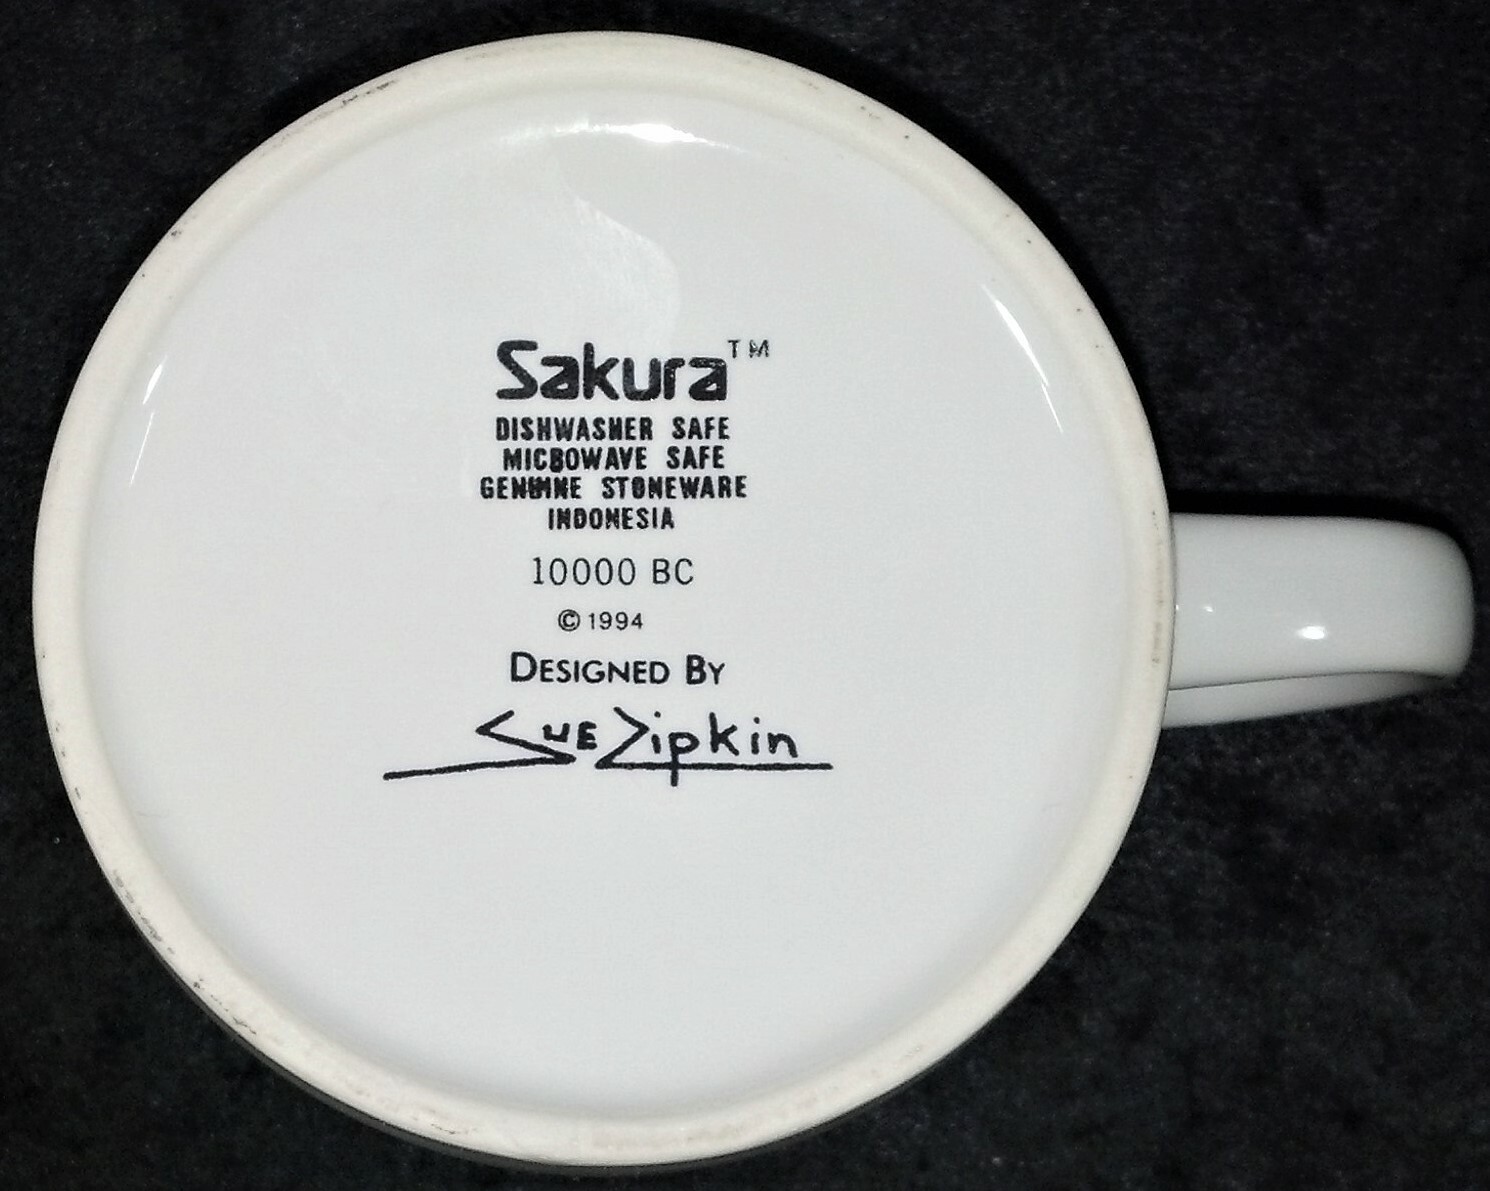 Sakura™
DISHWASHER SAFE
MICROWAVE SAFE
GENUINE STONEWARE
INDONESIA
10000 BC
© 1994
DESIGNED BY
SUE Zipkin